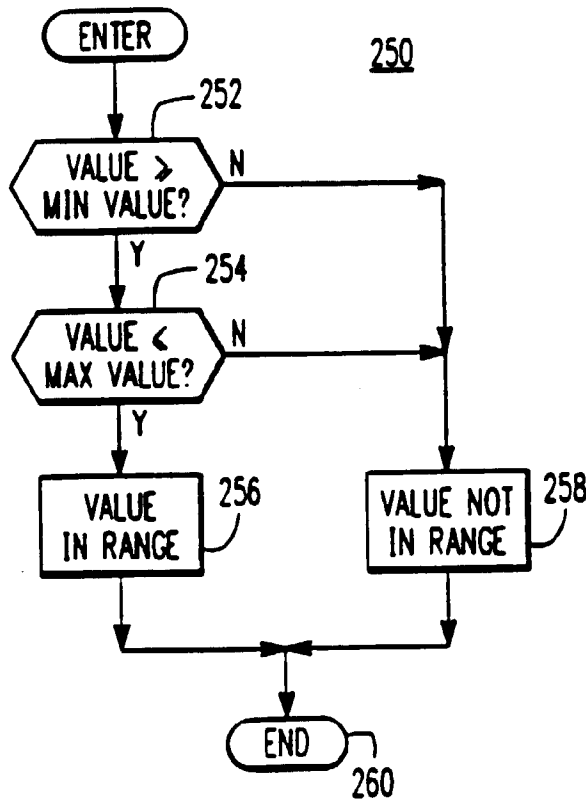 ENTER
250
252
VALUE ⩾
MIN VALUE?
N
Y
254
VALUE ⩽
MAX VALUE?
N
Y
VALUE
IN RANGE
256
VALUE NOT
IN RANGE
258
END
260